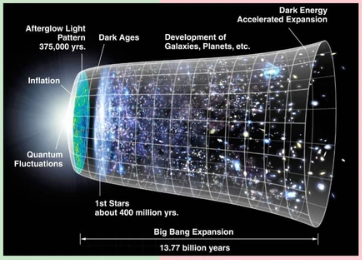 Dark Energy
Accelerated Expansion
Afterglow Light
Pattern
375,000 yrs.
Dark Ages
Development of
Galaxies, Planets, etc.
Inflation
Quantum
Fluctuations
1st Stars
about 400 million yrs.
Big Bang Expansion
13.77 billion years